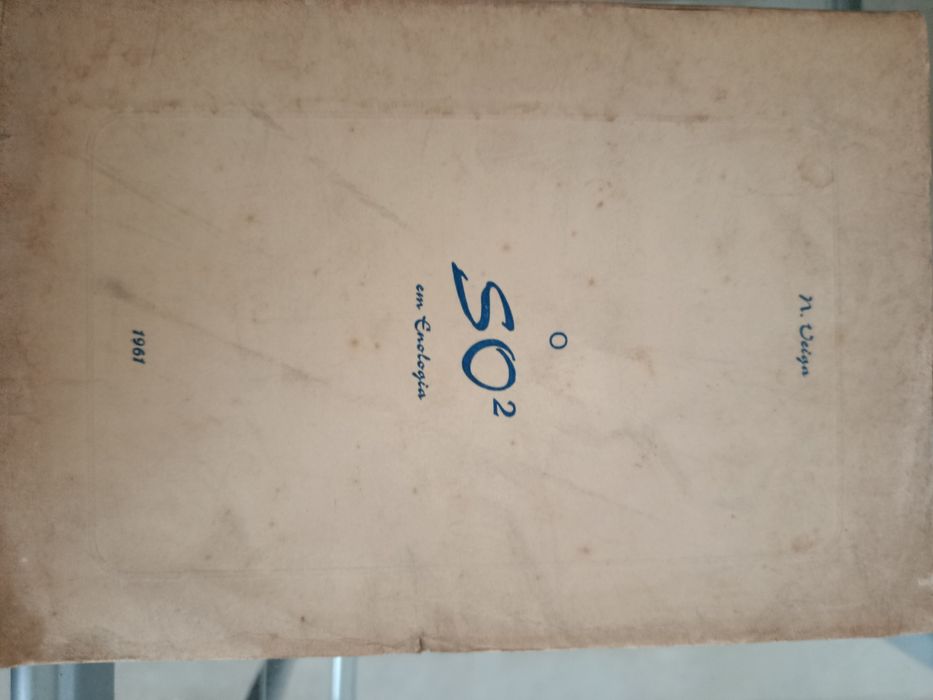 N. Veiga
O
SO²
em Enologia
1961